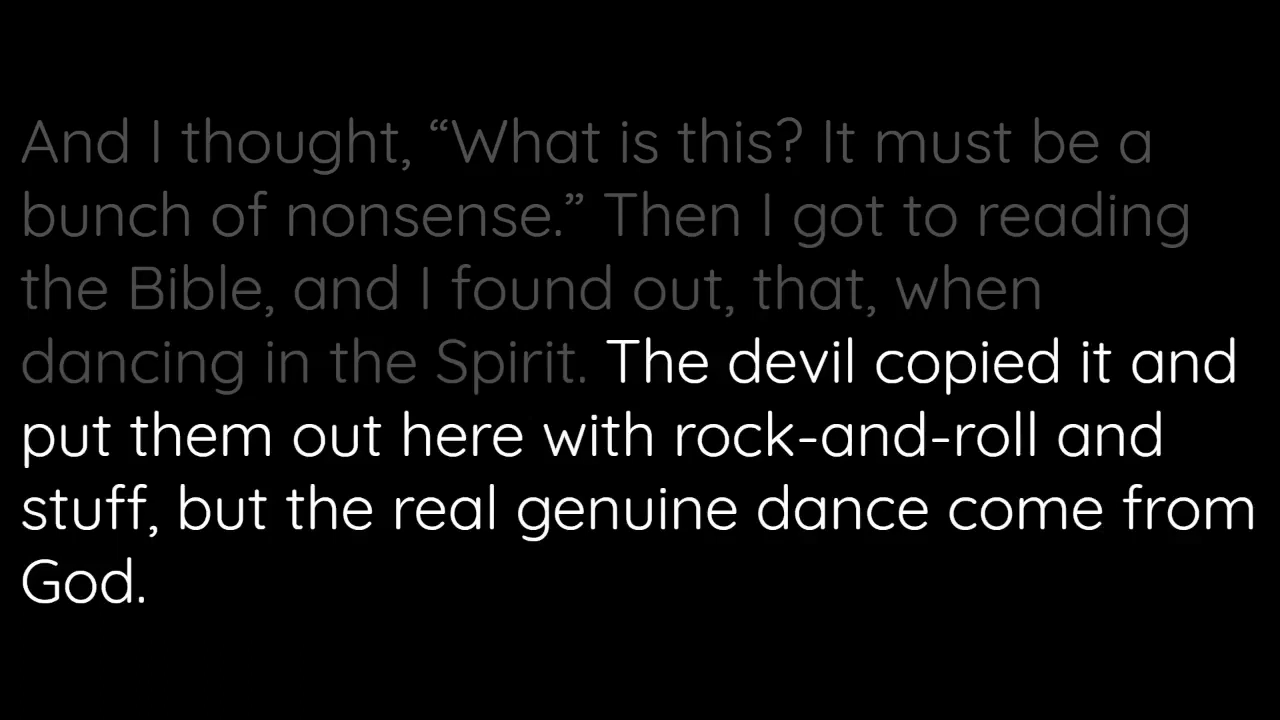 And I thought, “What is this? It must be a
bunch of nonsense.” Then I got to reading
the Bible, and I found out, that, when
dancing in the Spirit. The devil copied it and
put them out here with rock-and-roll and
stuff, but the real genuine dance come from
God.